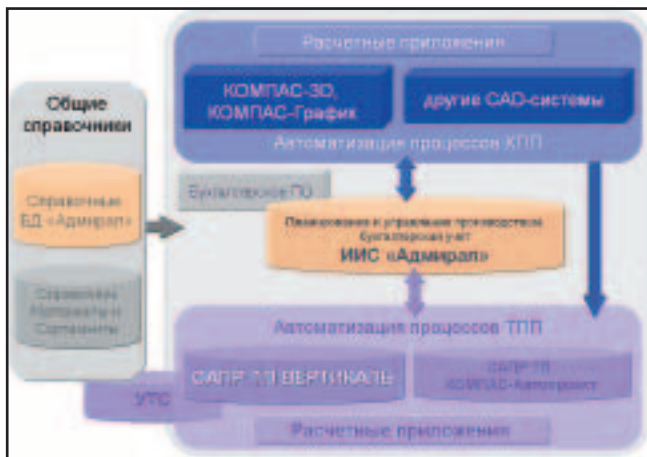 Расчетные приложения
КОМПАС-3D,
КОМПАС-График
другие CAD-системы
Автоматизация процессов КПП
Общие
справочники
Справочные
БД «Адмирал»
Справочник
Материалы и
Сортаменты
Бухгалтерское ПО
Планирование и управление производством
бухгалтерский учет
ИИС «Адмирал»
Автоматизация процессов ТПП
САПР ТП ВЕРТИКАЛЬ
САПР ТП
КОМПАС-Автопроект
УТС
Расчетные приложения